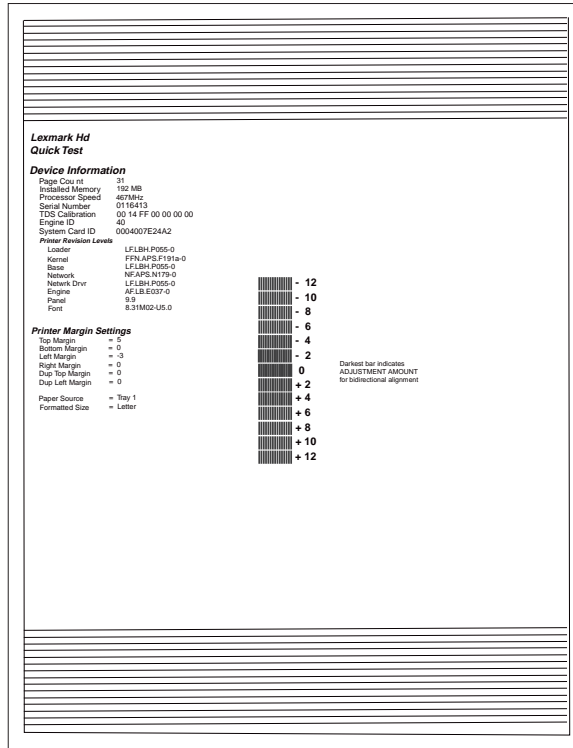 Lexmark Hd
Quick Test
Device Information
Page Cou nt 31
Installed Memory 192 MB
Processor Speed 467MHz
Serial Number 0116413
TDS Calibration 00 14 FF 00 00 00 00
Engine ID 40
System Card ID 0004007E24A2
Printer Revision Levels
Loader LF.LBH.P055-0
Kernel FFN.APS.F191a-0
Base LF.LBH.P055-0
Network NF.APS.N179-0
Netwrk Drvr LF.LBH.P055-0
Engine AF.LB.E037-0
Panel 9.9
Font 8.31M02-U5.0
Printer Margin Settings
Top Margin = 5
Bottom Margin = 0
Left Margin = -3
Right Margin = 0
Dup Top Margin = 0
Dup Left Margin = 0
Paper Source = Tray 1
Formatted Size = Letter
- 12
- 10
- 8
- 6
- 4
- 2
0
+ 2
+ 4
+ 6
+ 8
+ 10
+ 12
Darkest bar indicates
ADJUSTMENT AMOUNT
for bidirectional alignment